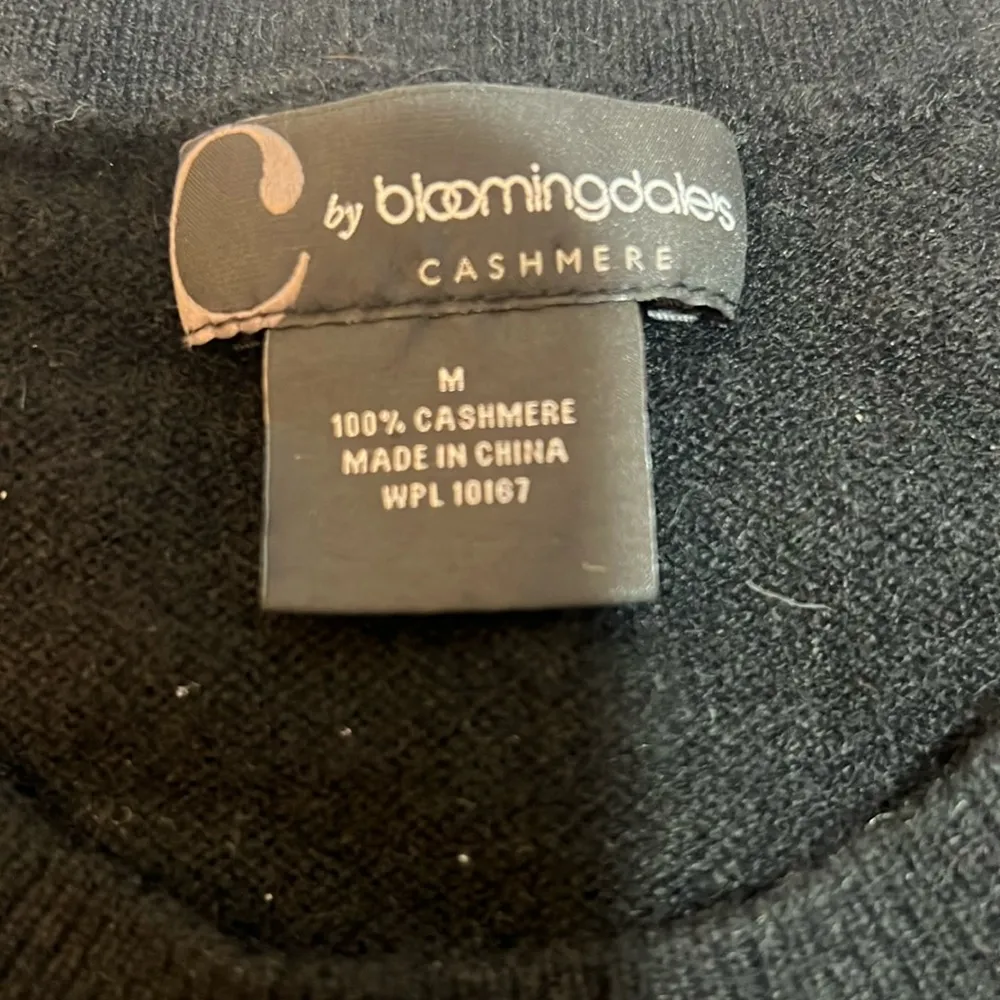 C by bloomingdale's
CASHMERE
M
100% CASHMERE
MADE IN CHINA
WPL 10167